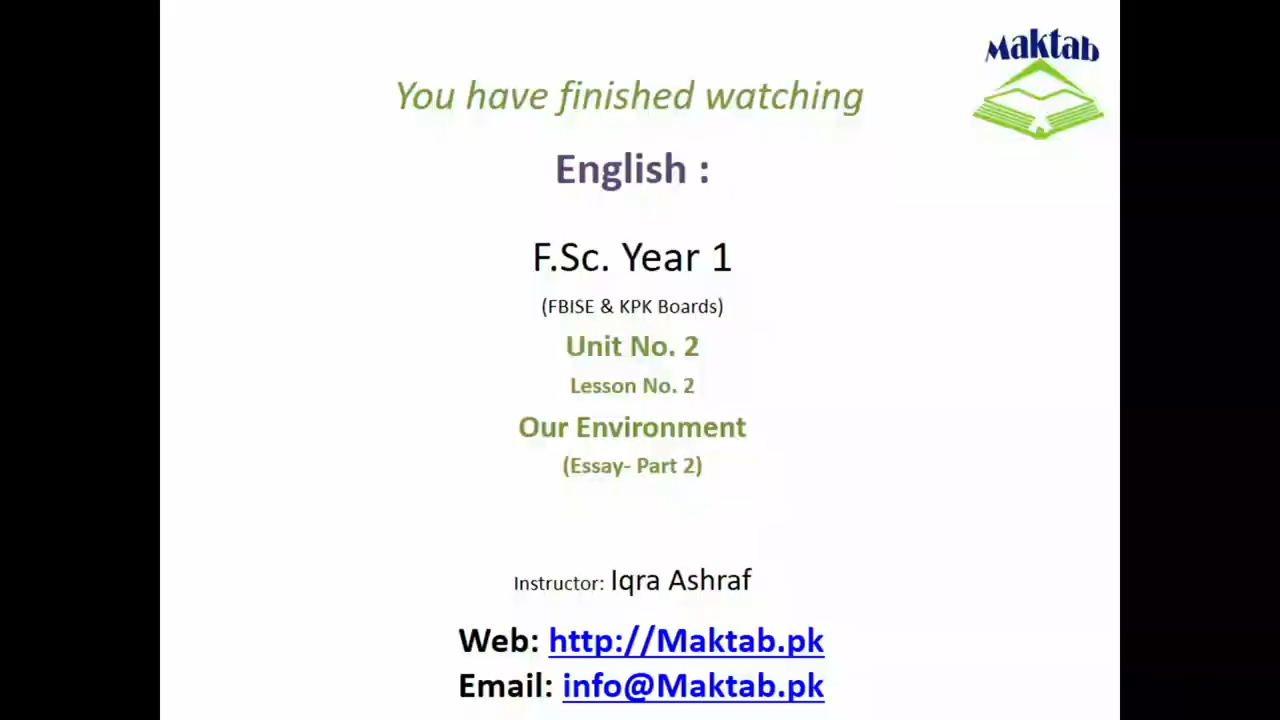 Maktab
You have finished watching
English :
F.Sc. Year 1
(FBISE & KPK Boards)
Unit No. 2
Lesson No. 2
Our Environment
(Essay- Part 2)
Instructor: Iqra Ashraf
Web: http://Maktab.pk
Email: info@Maktab.pk